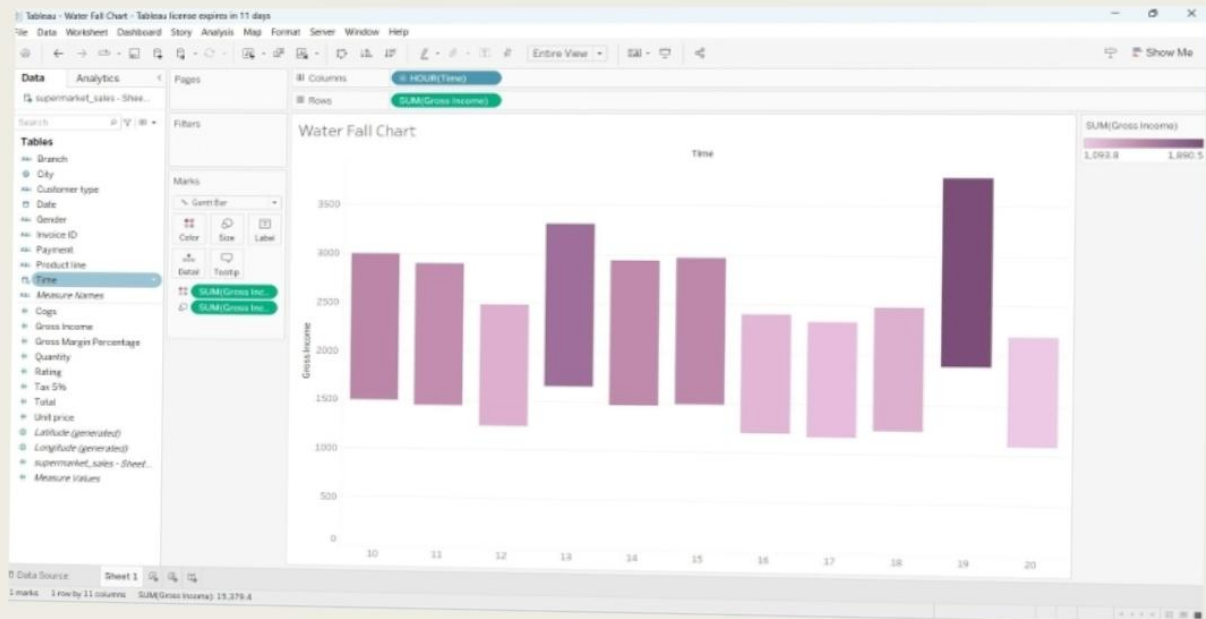 Tableau - Water Fall Chart - Tableau license expires in 11 days
File Data Worksheet Dashboard Story Analysis Map Format Server Window Help
Entire View
Show Me
Data Analytics
Pages
Columns HOUR(Time)
supermarket_sales - Shee...
Rows SUM(Gross Income)
Search
Filters
Water Fall Chart
SUM(Gross Income)
1,093.8 1,890.5
Tables
Time
Branch
City
Customer type
Date
Gender
Invoice ID
Payment
Product line
Time
Measure Names
Cogs
Gross Income
Gross Margin Percentage
Quantity
Rating
Tax 5%
Total
Unit price
Latitude (generated)
Longitude (generated)
supermarket_sales - Sheet...
Measure Values
Marks
Gantt Bar
Color Size Label
Detail Tooltip
SUM(Gross Inc...
SUM(Gross Inc...
Gross Income
3500
3000
2500
2000
1500
1000
500
0
10 11 12 13 14 15 16 17 18 19 20
Data Source Sheet 1
marks 1 row by 11 columns SUM(Gross Income): 15,379.4